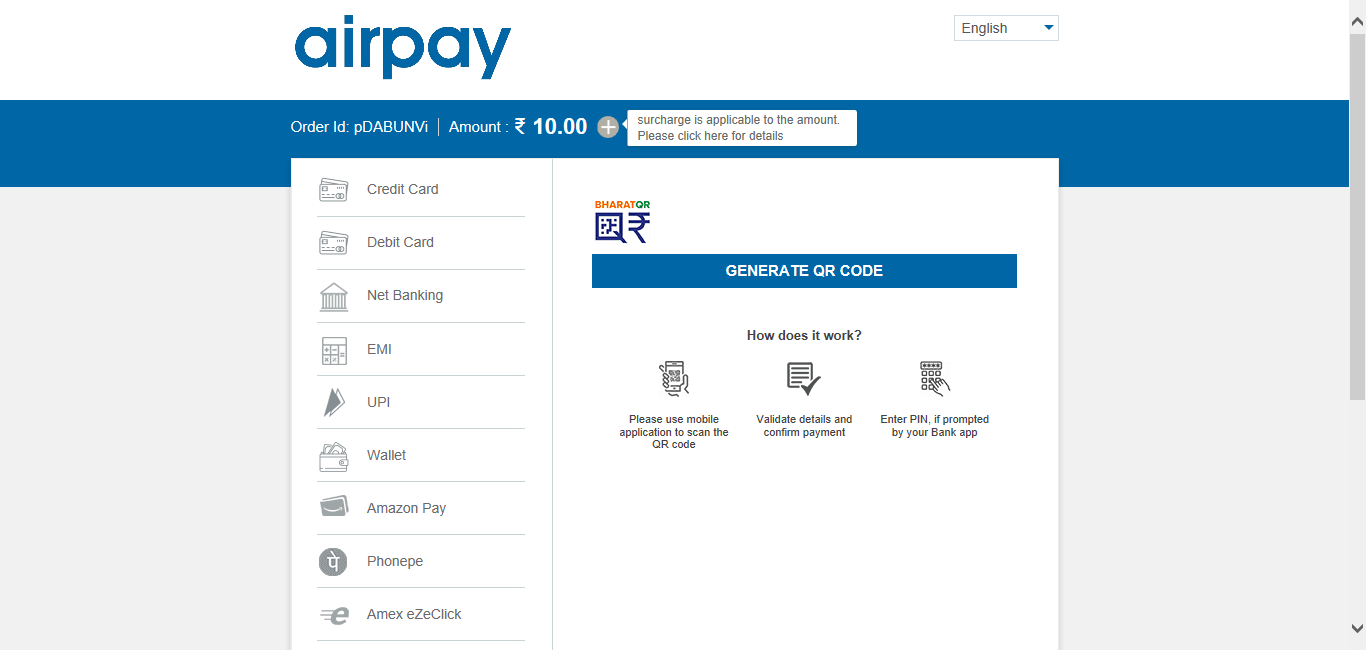 airpay
English
Order Id: pDABUNVi
Amount : ₹ 10.00
surcharge is applicable to the amount.
Please click here for details
Credit Card
Debit Card
Net Banking
EMI
UPI
Wallet
Amazon Pay
पे
Phonepe
e
Amex eZeClick
BHARATQR
₹
GENERATE QR CODE
How does it work?
Please use mobile
application to scan the
QR code
Validate details and
confirm payment
Enter PIN, if prompted
by your Bank app